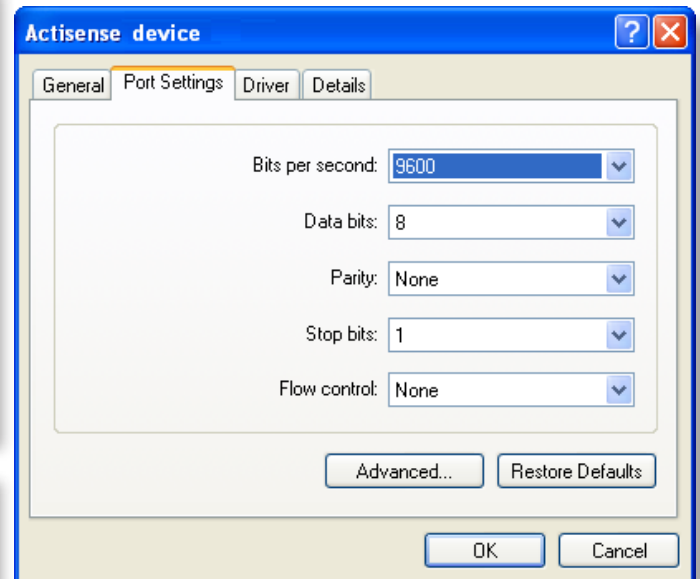 Actisense device
General Port Settings Driver Details
Bits per second: 9600
Data bits: 8
Parity: None
Stop bits: 1
Flow control: None
Advanced... Restore Defaults
OK Cancel